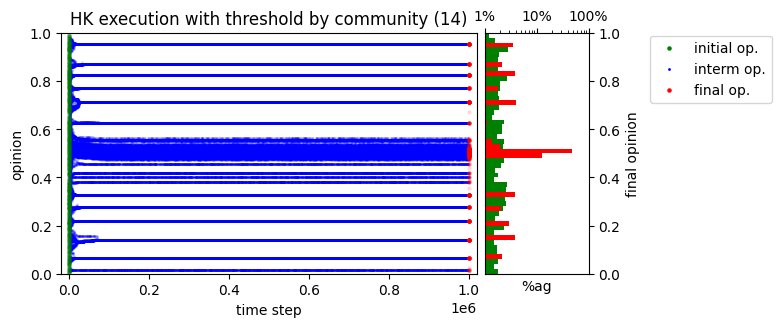 HK execution with threshold by community (14)
1% 10% 100%
1.0 1.0
0.8 0.8
0.6 0.6
0.4 0.4
0.2 0.2
0.0 0.0
opinion
final opinion
0.0 0.2 0.4 0.6 0.8 1.0
1e6
time step
%ag
initial op.
interm op.
final op.